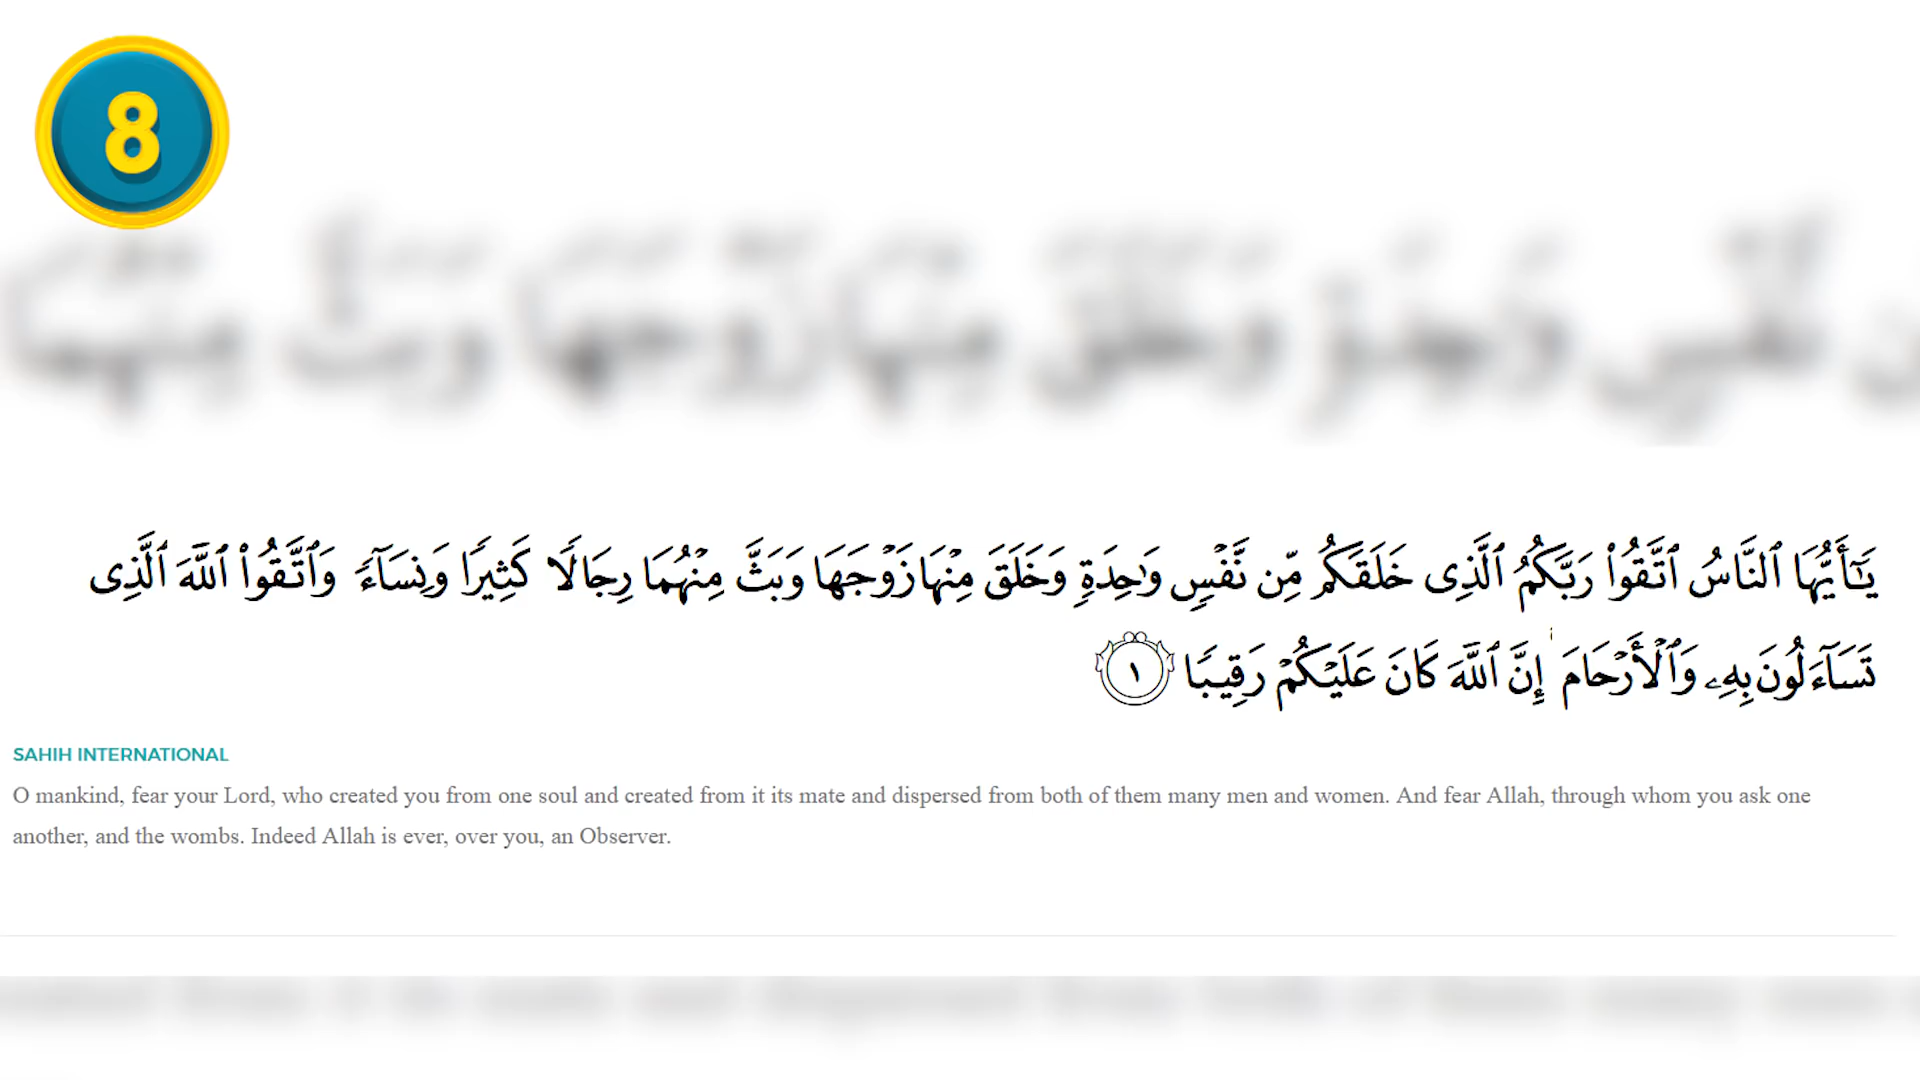 8
يَـٰٓأَيُّهَا ٱلنَّاسُ ٱتَّقُوا۟ رَبَّكُمُ ٱلَّذِى خَلَقَكُم مِّن نَّفْسٍ وَٰحِدَةٍ وَخَلَقَ مِنْهَا زَوْجَهَا وَبَثَّ مِنْهُمَا رِجَالًا كَثِيرًا وَنِسَآءً وَٱتَّقُوا۟ ٱللَّهَ ٱلَّذِى
تَسَآءَلُونَ بِهِۦ وَٱلْأَرْحَامَ ۚ إِنَّ ٱللَّهَ كَانَ عَلَيْكُمْ رَقِيبًا ١
SAHIH INTERNATIONAL
O mankind, fear your Lord, who created you from one soul and created from it its mate and dispersed from both of them many men and women. And fear Allah, through whom you ask one
another, and the wombs. Indeed Allah is ever, over you, an Observer.